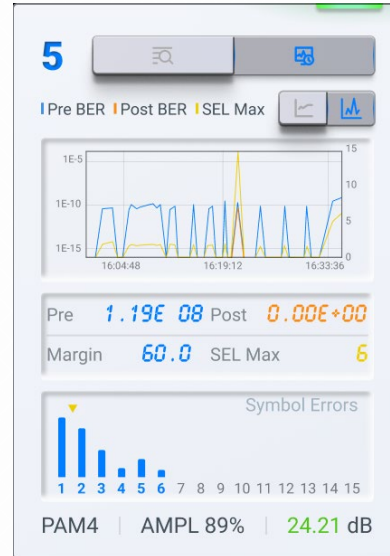 5
Pre BER Post BER SEL Max
1E-5 15
1E-10 10
5
1E-15 0
16:04:48 16:19:12 16:33:36
Pre 1.19E 08 Post 0.00E+00
Margin 60.0 SEL Max 6
Symbol Errors
1 2 3 4 5 6 7 8 9 10 11 12 13 14 15
PAM4 | AMPL 89% | 24.21 dB